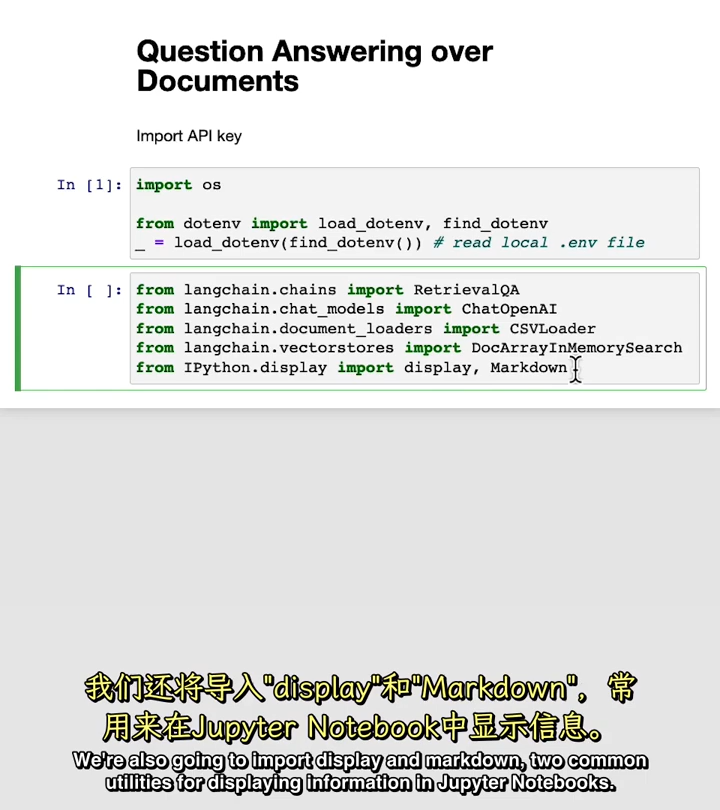 Question Answering over
Documents
Import API key
In [1]: import os
from dotenv import load_dotenv, find_dotenv
_ = load_dotenv(find_dotenv()) # read local .env file
In [ ]: from langchain.chains import RetrievalQA
from langchain.chat_models import ChatOpenAI
from langchain.document_loaders import CSVLoader
from langchain.vectorstores import DocArrayInMemorySearch
from IPython.display import display, Markdown
我们还将导入"display"和"Markdown"，常
用来在Jupyter Notebook中显示信息。
We're also going to import display and markdown, two common
utilities for displaying information in Jupyter Notebooks.